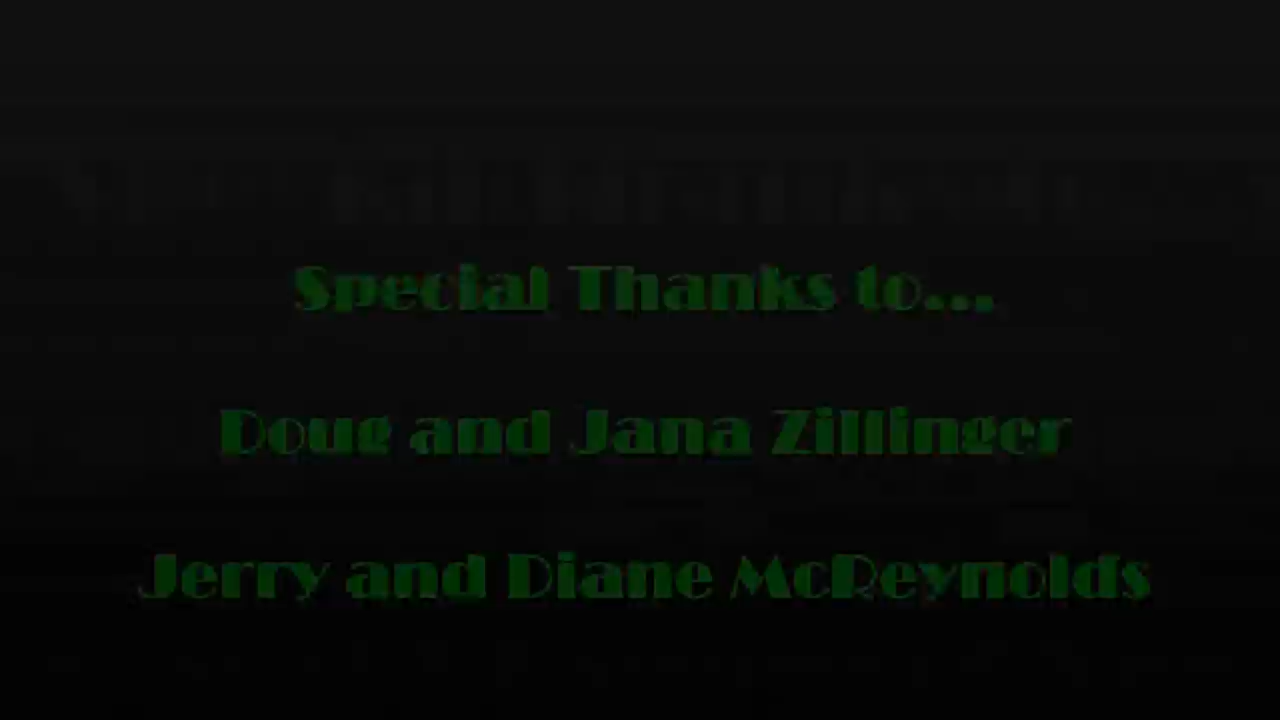 Special Thanks to...
Doug and Jana Zillinger
Jerry and Diane McReynolds